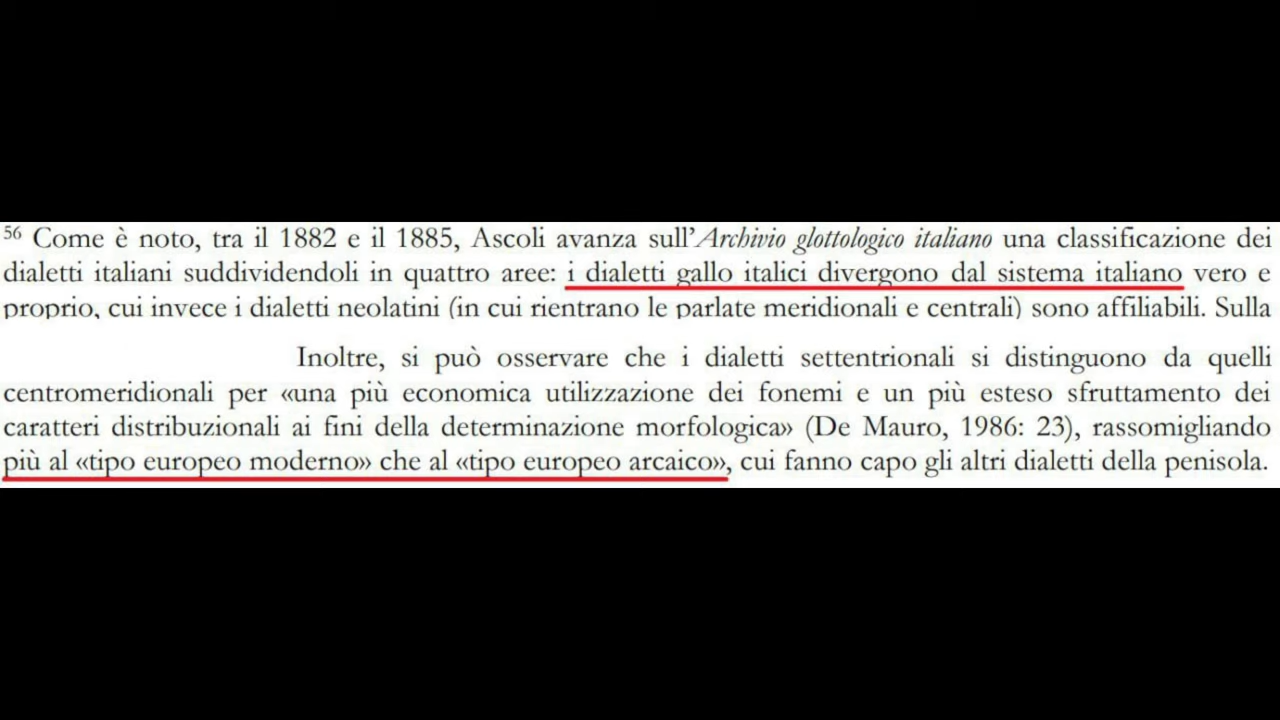 56 Come è noto, tra il 1882 e il 1885, Ascoli avanza sull'Archivio glottologico italiano una classificazione dei
dialetti italiani suddividendoli in quattro aree: i dialetti gallo italici divergono dal sistema italiano vero e
proprio, cui invece i dialetti neolatini (in cui rientrano le parlate meridionali e centrali) sono affiliabili. Sulla
Inoltre, si può osservare che i dialetti settentrionali si distinguono da quelli
centromeridionali per «una più economica utilizzazione dei fonemi e un più esteso sfruttamento dei
caratteri distribuzionali ai fini della determinazione morfologica» (De Mauro, 1986: 23), rassomigliando
più al «tipo europeo moderno» che al «tipo europeo arcaico», cui fanno capo gli altri dialetti della penisola.